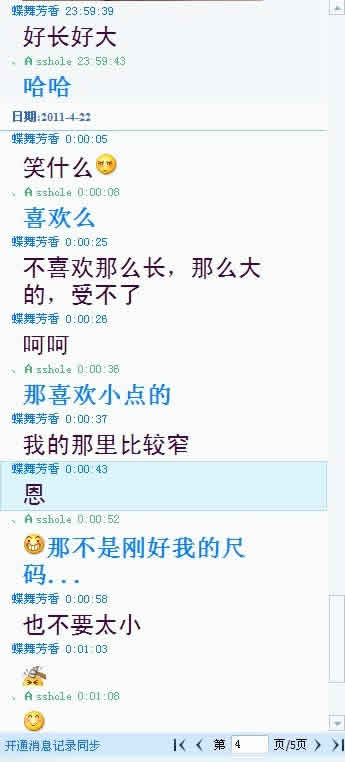 蝶舞芳香 23:59:39
好长好大
、A sshole 23:59:43
哈哈
日期:2011-4-22
蝶舞芳香 0:00:05
笑什么
、A sshole 0:00:08
喜欢么
蝶舞芳香 0:00:25
不喜欢那么长，那么大
的，受不了
蝶舞芳香 0:00:26
呵呵
、A sshole 0:00:36
那喜欢小点的
蝶舞芳香 0:00:37
我的那里比较窄
蝶舞芳香 0:00:43
恩
、A sshole 0:00:52
那不是刚好我的尺
码...
蝶舞芳香 0:00:58
也不要太小
蝶舞芳香 0:01:03
、A sshole 0:01:08
开通消息记录同步 第 4 页/5页